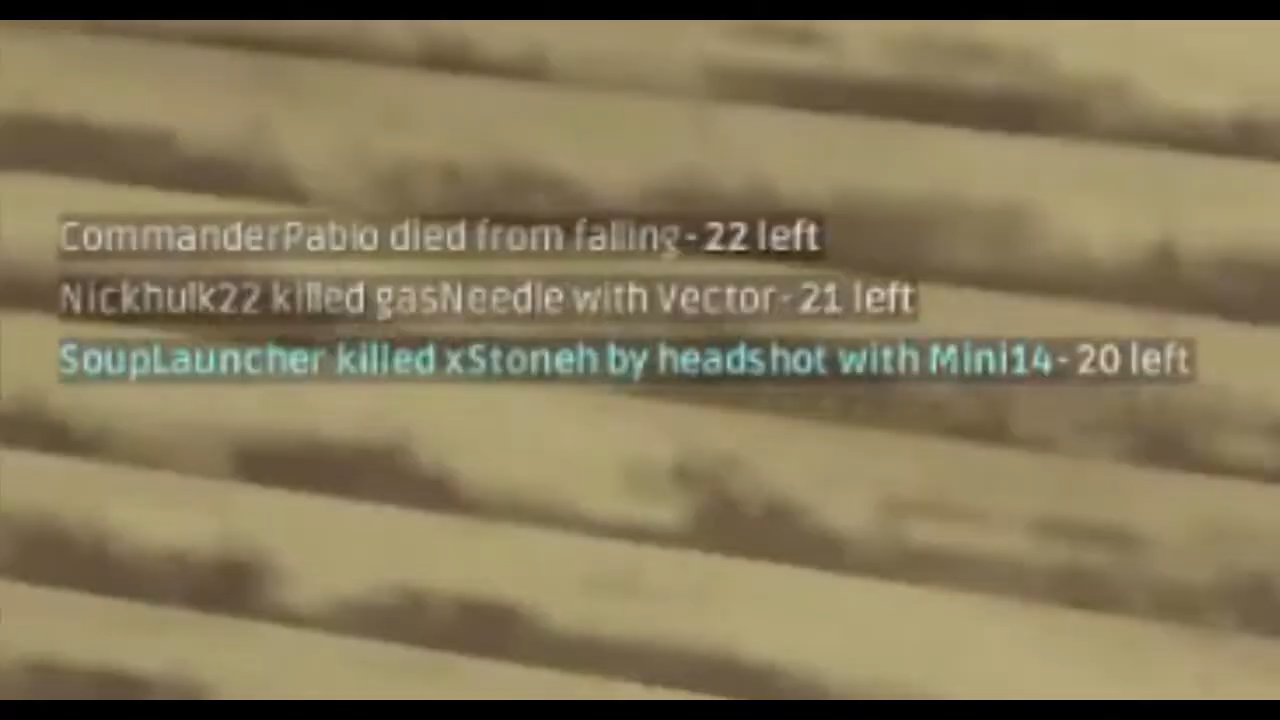 CommanderPablo died from falling - 22 left
Nickhulk22 killed gasNeedle with Vector - 21 left
SoupLauncher killed xStoneh by headshot with Mini14 - 20 left